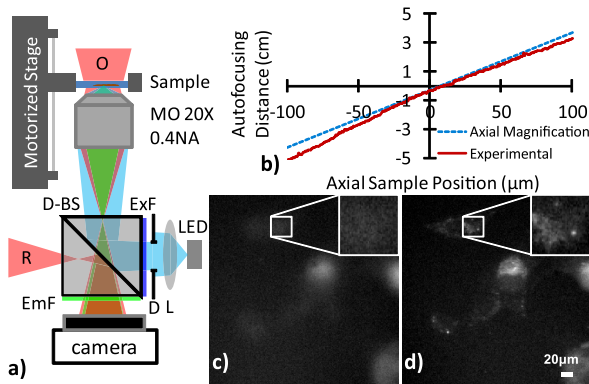 Motorized Stage
O
Sample
MO 20X
0.4NA
D-BS
ExF
LED
R
EmF
D L
camera
a)
Autofocusing
Distance (cm)
5
3
1
-1
-3
-5
-100
-50
0
50
100
Axial Magnification
Experimental
b)
Axial Sample Position (µm)
c)
d)
20µm